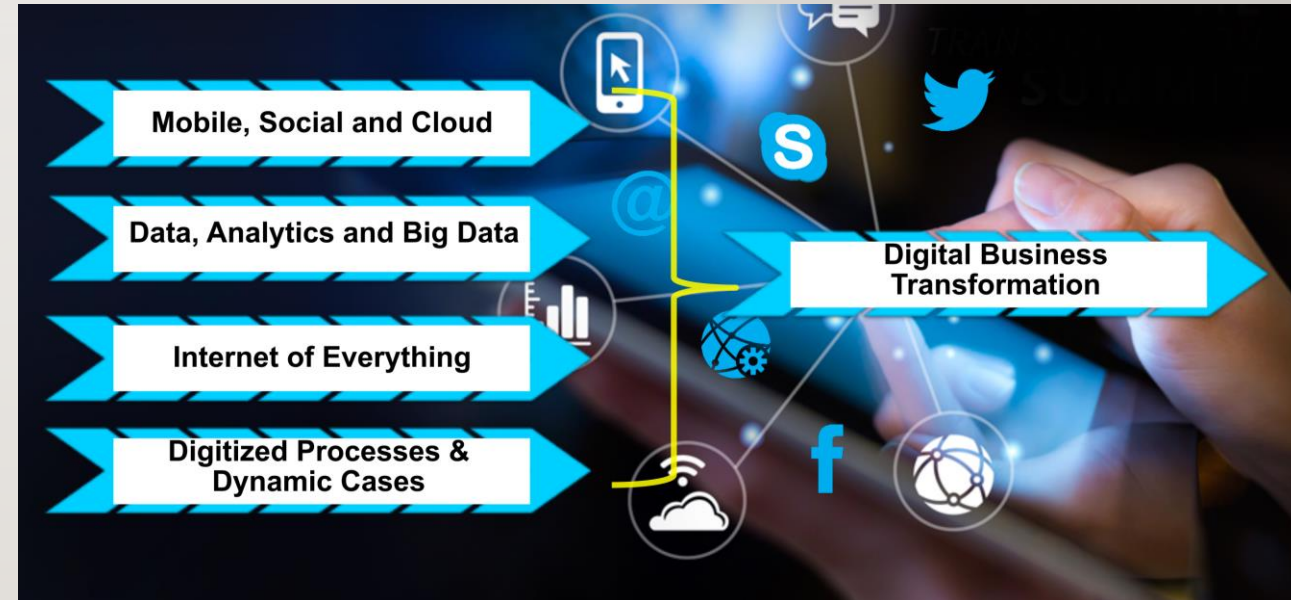 Mobile, Social and Cloud
Data, Analytics and Big Data
Internet of Everything
Digitized Processes &
Dynamic Cases
Digital Business
Transformation
@
S
f
SUMMIT